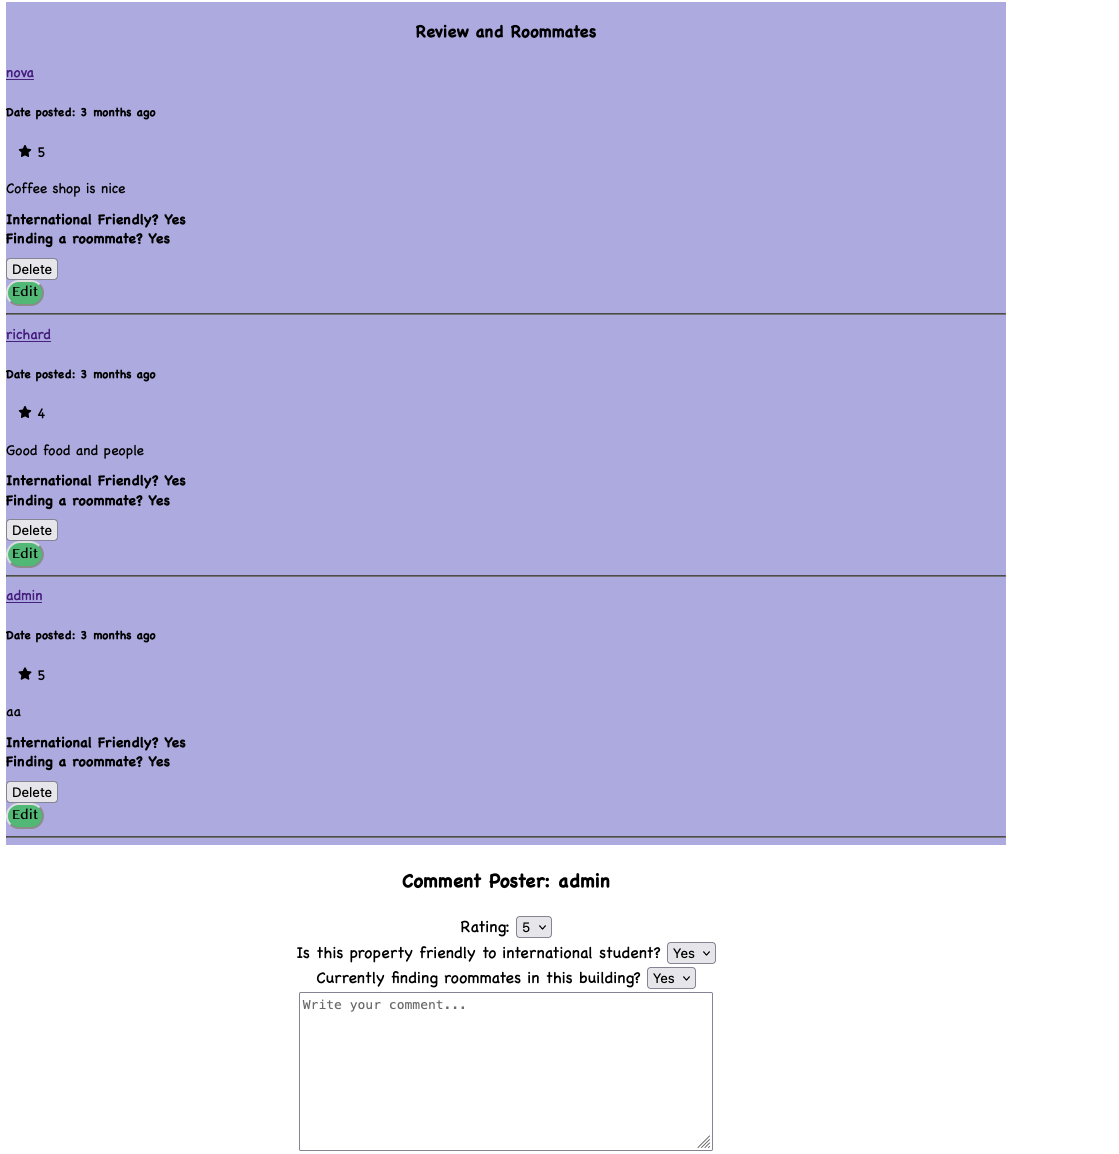 Review and Roommates
nova
Date posted: 3 months ago
5
Coffee shop is nice
International Friendly? Yes
Finding a roommate? Yes
Delete
Edit
richard
Date posted: 3 months ago
4
Good food and people
International Friendly? Yes
Finding a roommate? Yes
Delete
Edit
admin
Date posted: 3 months ago
5
aa
International Friendly? Yes
Finding a roommate? Yes
Delete
Edit
Comment Poster: admin
Rating: 5
Is this property friendly to international student? Yes
Currently finding roommates in this building? Yes
Write your comment...